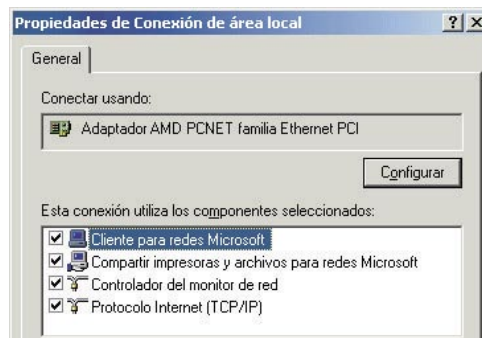 Propiedades de Conexión de área local
General
Conectar usando:
Adaptador AMD PCNET familia Ethernet PCI
Configurar
Esta conexión utiliza los componentes seleccionados:
Cliente para redes Microsoft
Compartir impresoras y archivos para redes Microsoft
Controlador del monitor de red
Protocolo Internet (TCP/IP)